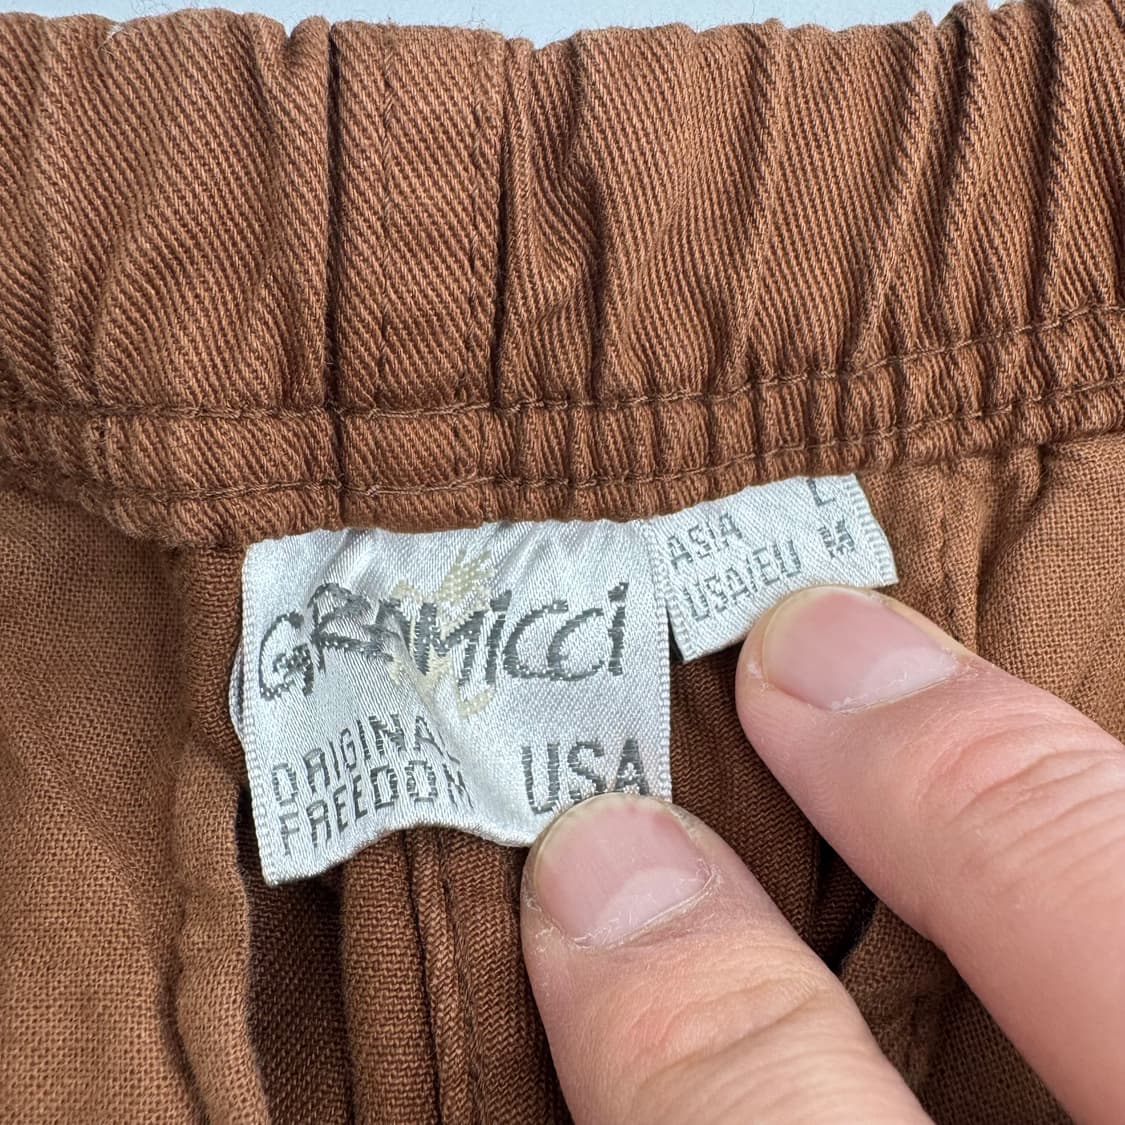 GRAMICCI
ORIGINAL
FREEDOM
USA
ASIA L
USA/EU M